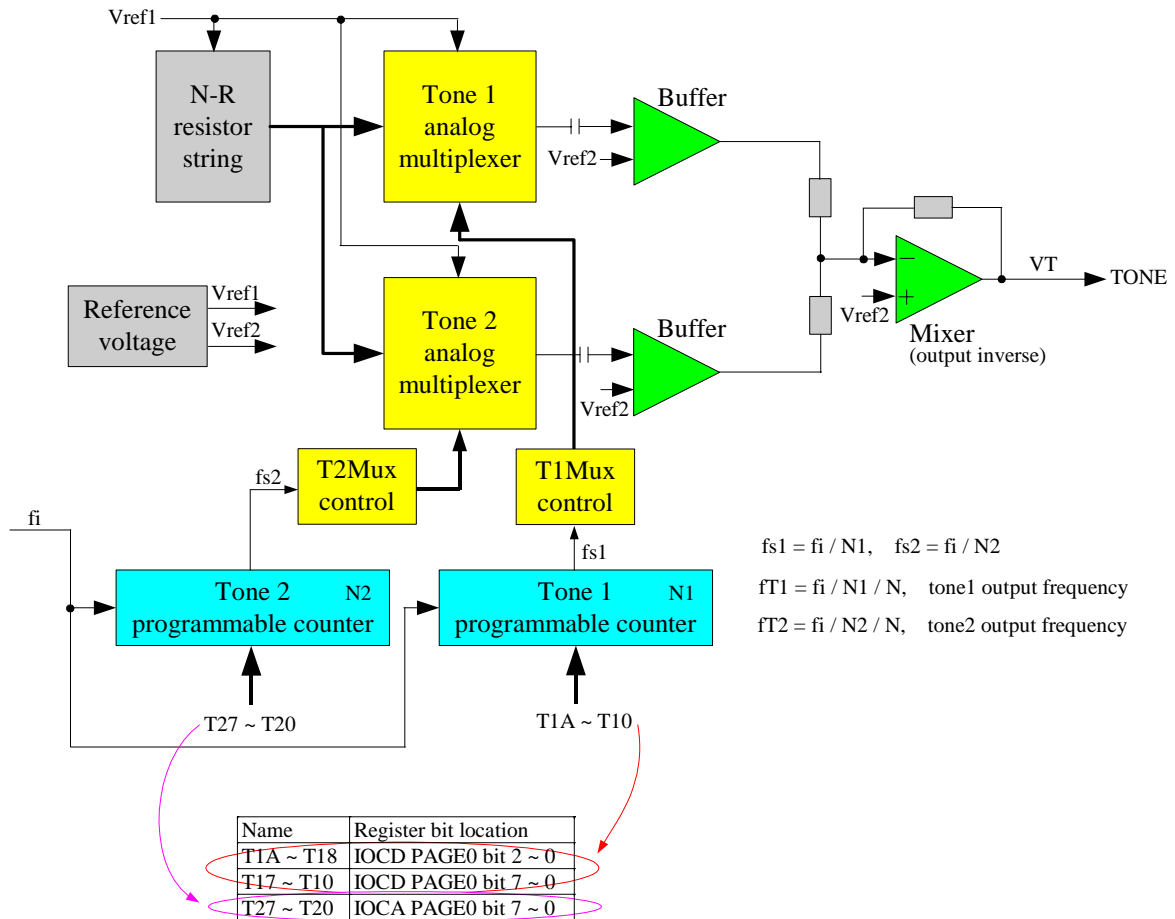 Vref1
N-R
resistor
string
Tone 1
analog
multiplexer
Buffer
Vref2
Reference
voltage
Vref1
Vref2
Tone 2
analog
multiplexer
Buffer
Vref2
−
+
Vref2
VT
TONE
Mixer
(output inverse)
T2Mux
control
T1Mux
control
fs2
fi
fs1
Tone 2 N2
programmable counter
Tone 1 N1
programmable counter
fs1 = fi / N1, fs2 = fi / N2
fT1 = fi / N1 / N, tone1 output frequency
fT2 = fi / N2 / N, tone2 output frequency
T27 ~ T20
T1A ~ T10
Name Register bit location
T1A ~ T18 IOCD PAGE0 bit 2 ~ 0
T17 ~ T10 IOCD PAGE0 bit 7 ~ 0
T27 ~ T20 IOCA PAGE0 bit 7 ~ 0